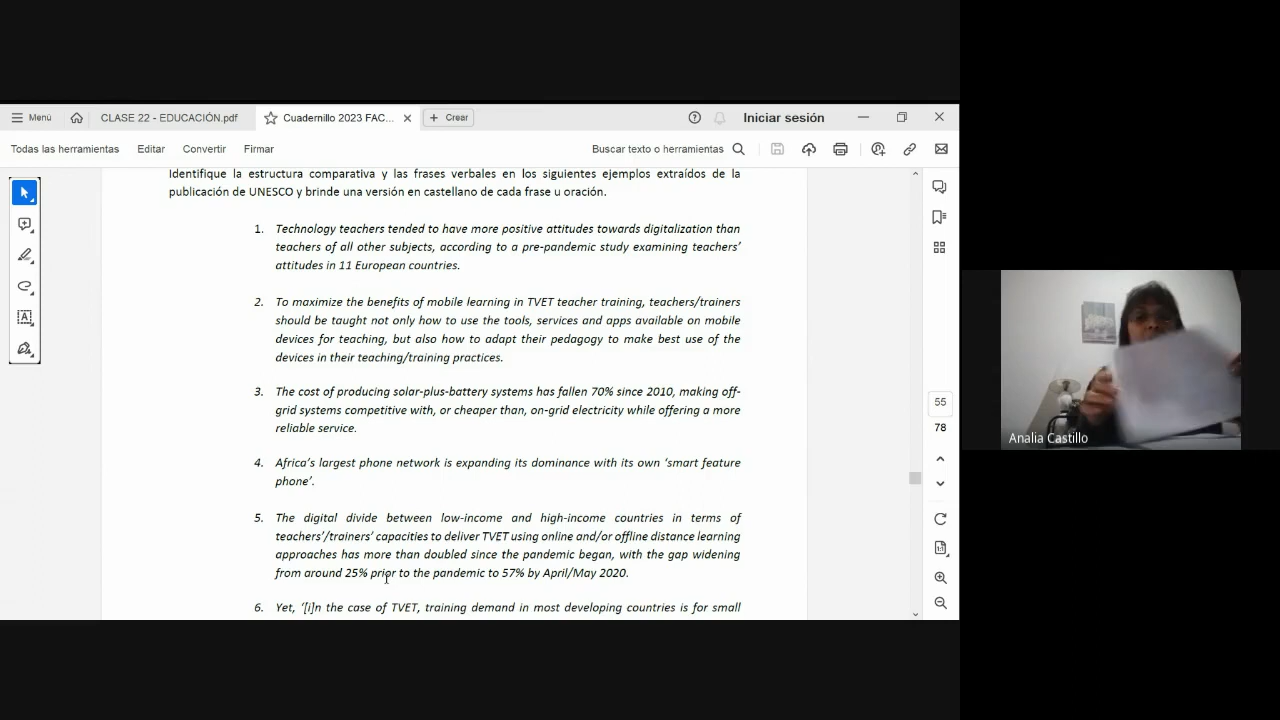 Menú
CLASE 22 - EDUCACIÓN.pdf
Cuadernillo 2023 FAC...
Crear
Iniciar sesión
Todas las herramientas
Editar
Convertir
Firmar
Buscar texto o herramientas
Identifique la estructura comparativa y las frases verbales en los siguientes ejemplos extraídos de la
publicación de UNESCO y brinde una versión en castellano de cada frase u oración.
1. Technology teachers tended to have more positive attitudes towards digitalization than
teachers of all other subjects, according to a pre-pandemic study examining teachers’
attitudes in 11 European countries.
2. To maximize the benefits of mobile learning in TVET teacher training, teachers/trainers
should be taught not only how to use the tools, services and apps available on mobile
devices for teaching, but also how to adapt their pedagogy to make best use of the
devices in their teaching/training practices.
3. The cost of producing solar-plus-battery systems has fallen 70% since 2010, making off-
grid systems competitive with, or cheaper than, on-grid electricity while offering a more
reliable service.
4. Africa’s largest phone network is expanding its dominance with its own ‘smart feature
phone’.
5. The digital divide between low-income and high-income countries in terms of
teachers’/trainers’ capacities to deliver TVET using online and/or offline distance learning
approaches has more than doubled since the pandemic began, with the gap widening
from around 25% prior to the pandemic to 57% by April/May 2020.
6. Yet, ‘[i]n the case of TVET, training demand in most developing countries is for small
55
78
Analia Castillo